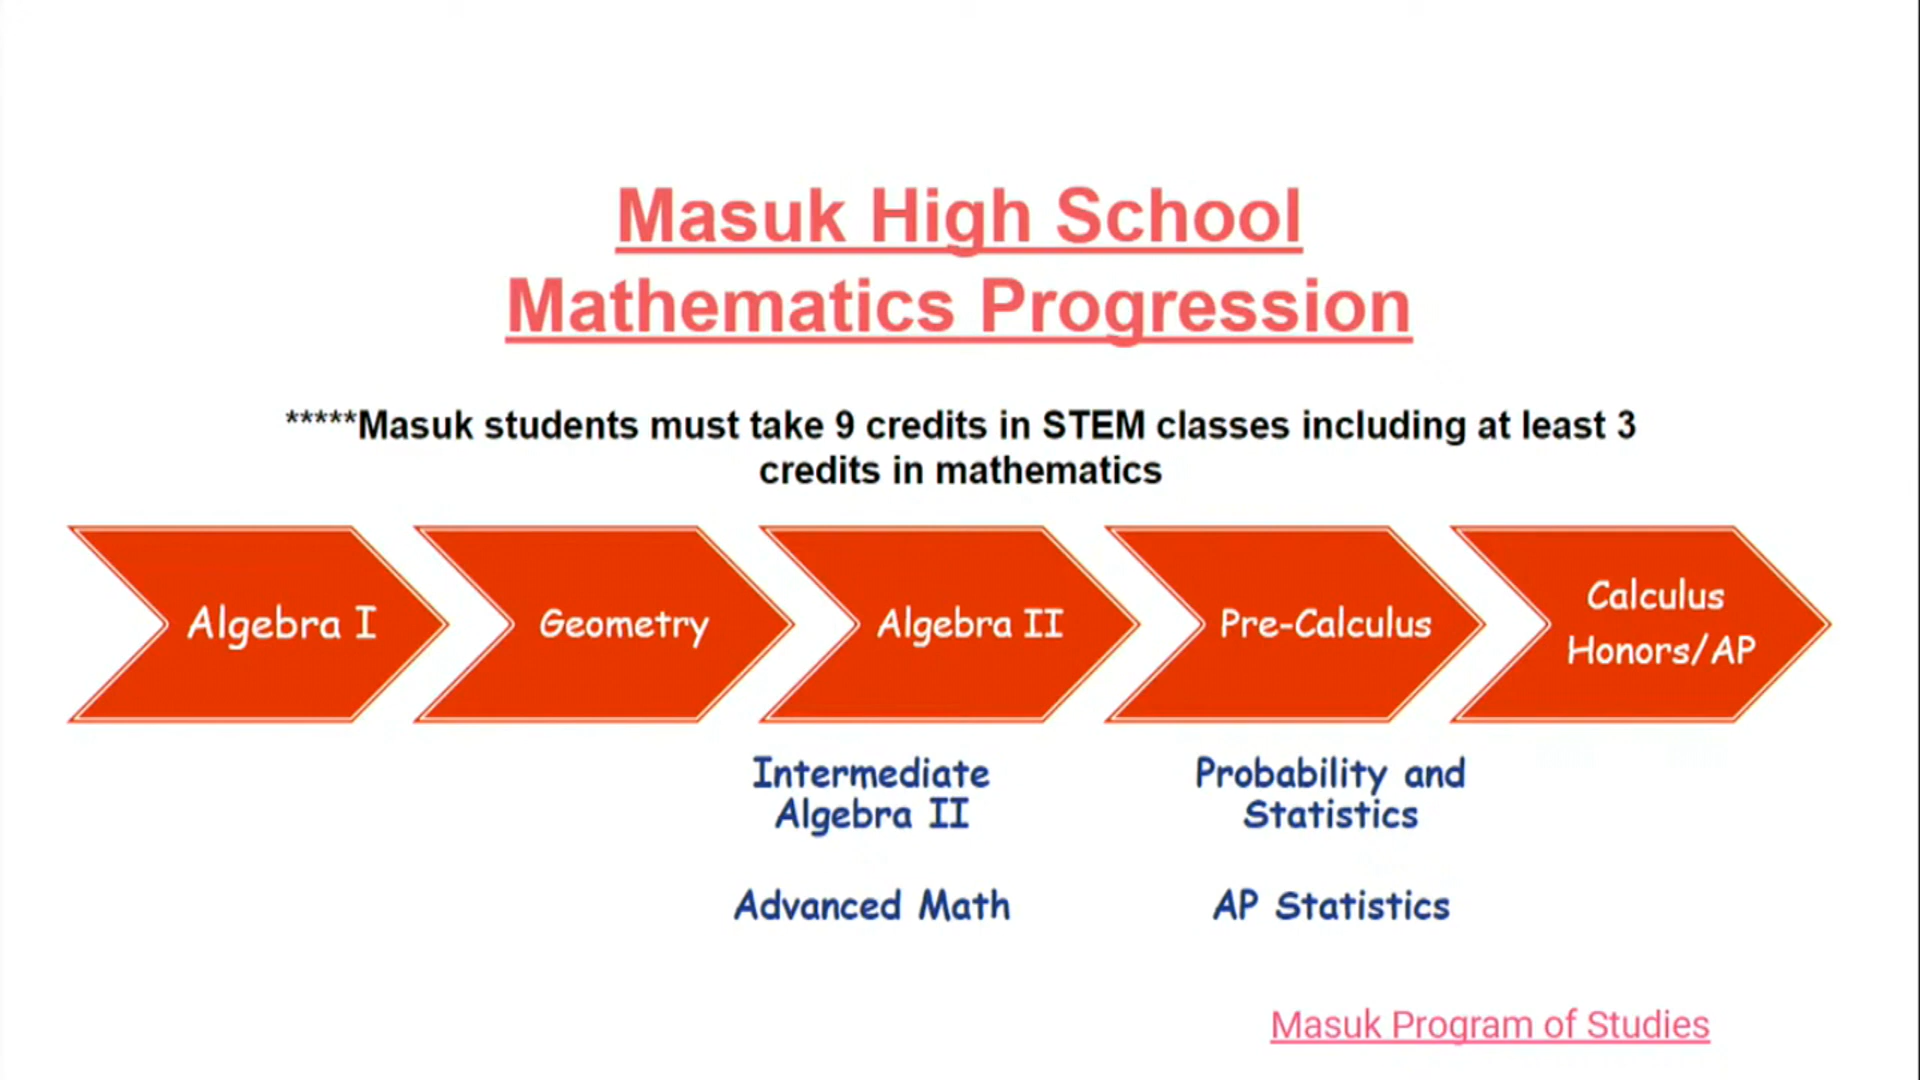 Masuk High School
Mathematics Progression
*****Masuk students must take 9 credits in STEM classes including at least 3
credits in mathematics
Algebra I
Geometry
Algebra II
Pre-Calculus
Calculus
Honors/AP
Intermediate
Algebra II
Probability and
Statistics
Advanced Math
AP Statistics
Masuk Program of Studies